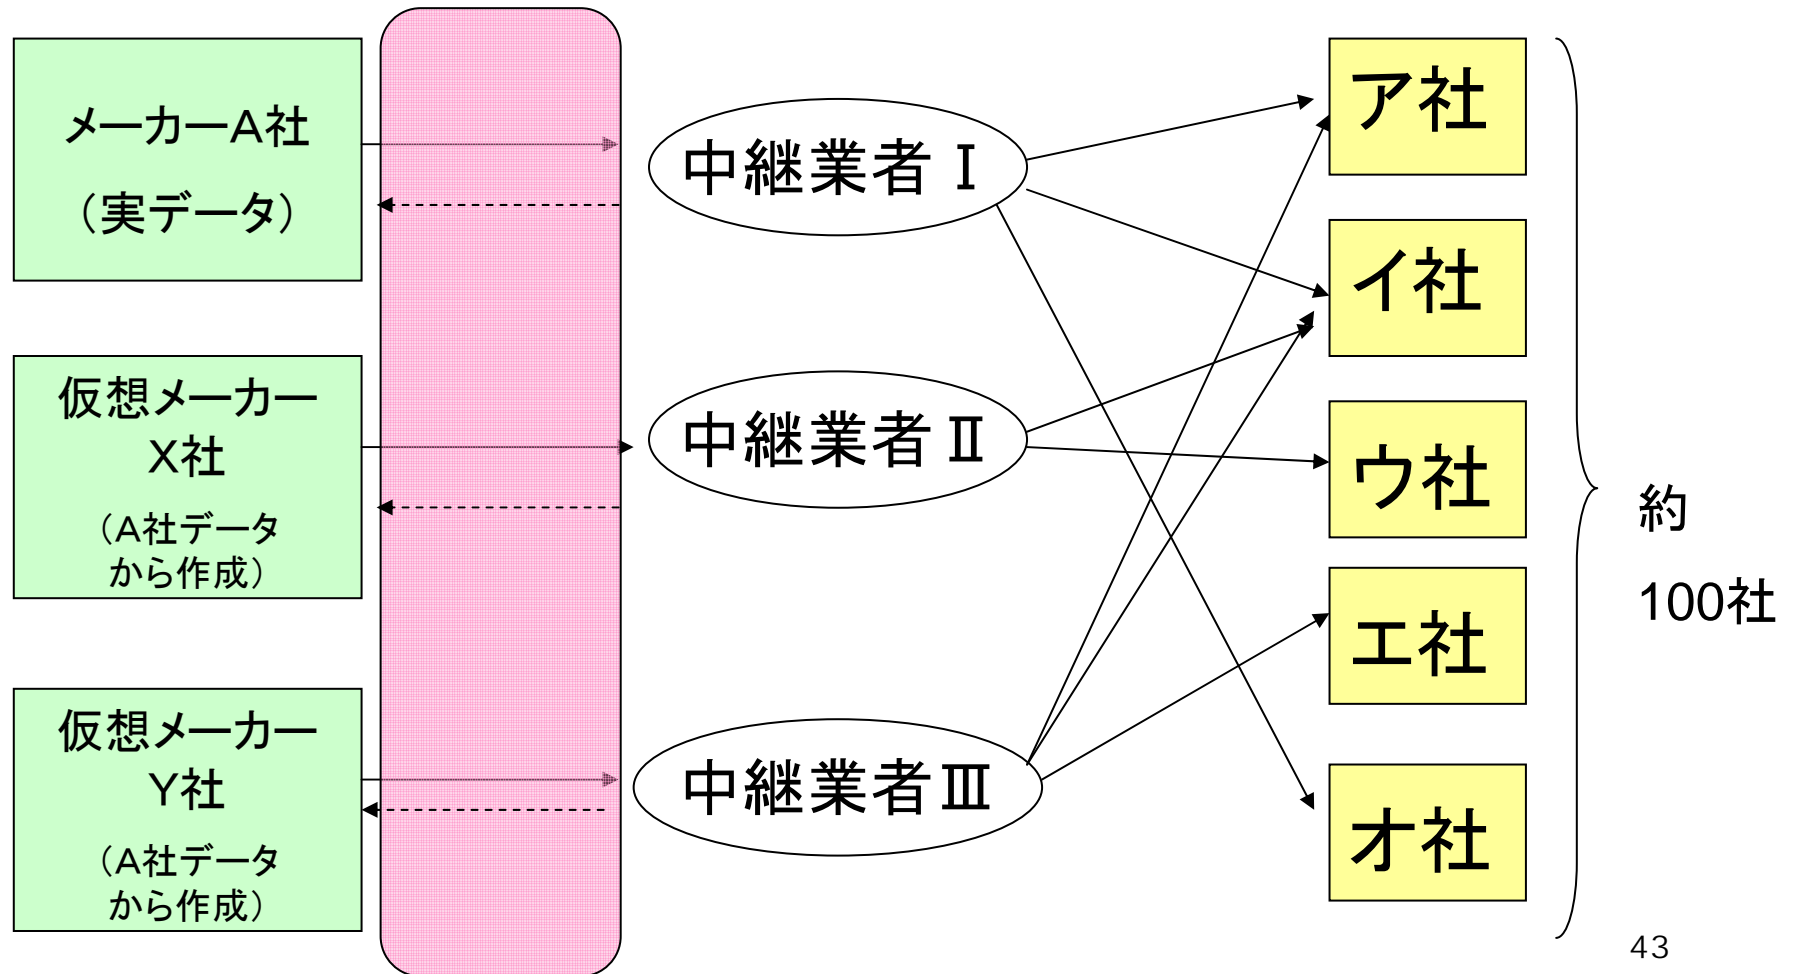 メーカーA社
（実データ）
仮想メーカー
X社
（A社データ
から作成）
仮想メーカー
Y社
（A社データ
から作成）
中継業者Ⅰ
中継業者Ⅱ
中継業者Ⅲ
ア社
イ社
ウ社
エ社
オ社
約
100社
43